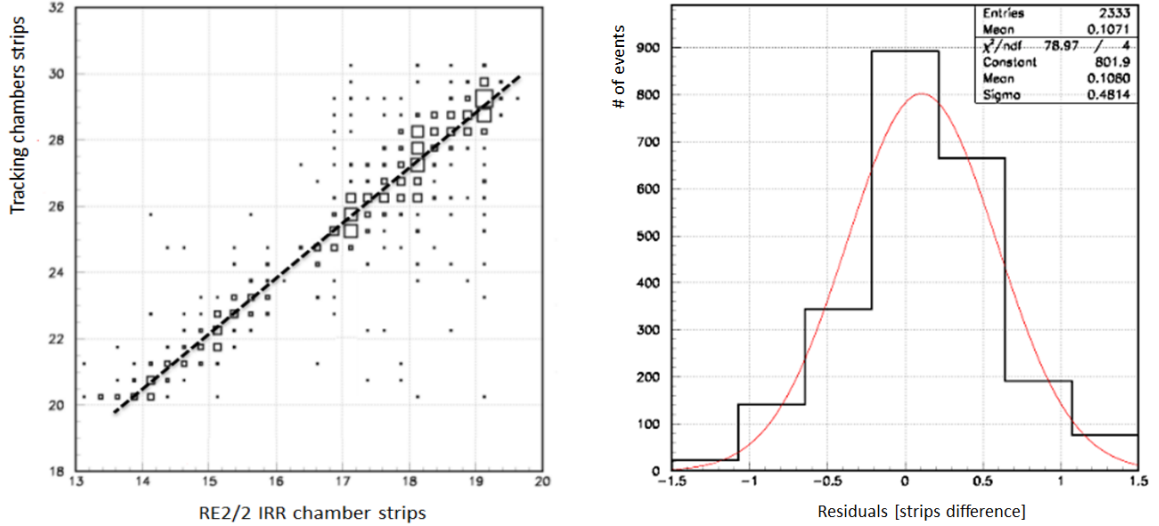 Tracking chambers strips
32
30
28
26
24
22
20
18
13 14 15 16 17 18 19 20
RE2/2 IRR chamber strips
# of events
Entries 2333
Mean 0.1071
χ²/ndf 78.97 / 4
Constant 801.9
Mean 0.1080
Sigma 0.4814
900
800
700
600
500
400
300
200
100
0
−1.5 −1 −0.5 0 0.5 1 1.5
Residuals [strips difference]